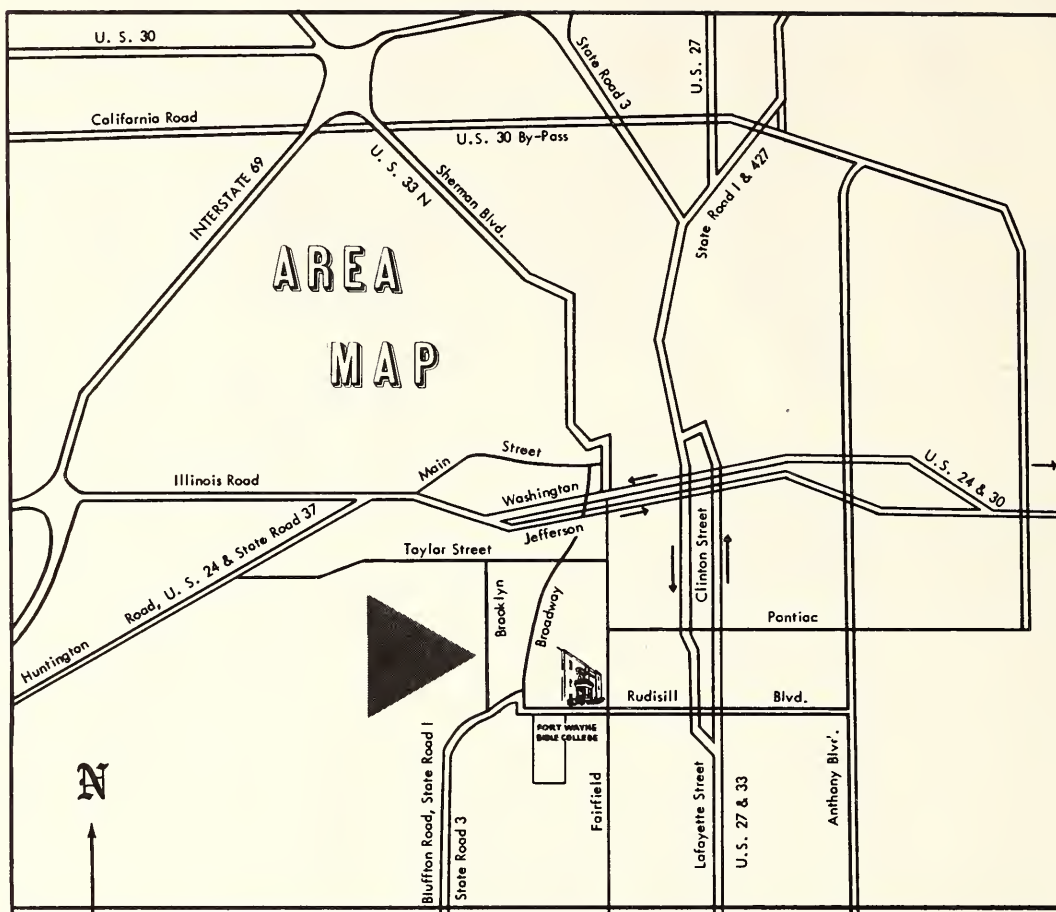 U. S. 30
State Road 3
U.S. 27
California Road
U.S. 30 By-Pass
INTERSTATE 69
U. S. 33 N
Sherman Blvd.
State Road 1 & 427
AREA
MAP
Main Street
Illinois Road
Washington
U.S. 24 & 30
Jefferson
Huntington Road, U. S. 24 & State Road 37
Taylor Street
Brooklyn
Broadway
Clinton Street
Pontiac
Rudisill Blvd.
FORT WAYNE
BIBLE COLLEGE
N
Bluffton Road, State Road 1
State Road 3
Fairfield
Lafayette Street
U.S. 27 & 33
Anthony Blvr'.